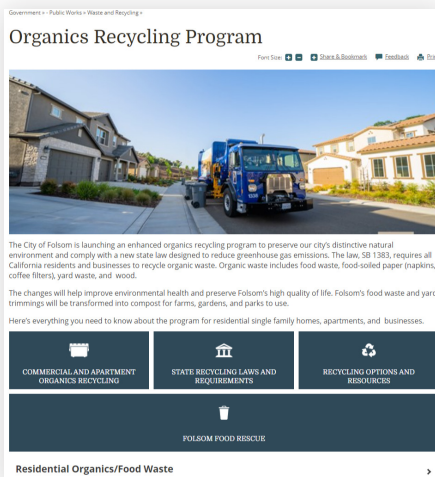 Government » - Public Works » Waste and Recycling »
Organics Recycling Program
Font Size: + - + Share & Bookmark Feedback Print
The City of Folsom is launching an enhanced organics recycling program to preserve our city's distinctive natural
environment and comply with a new state law designed to reduce greenhouse gas emissions. The law, SB 1383, requires all
California residents and businesses to recycle organic waste. Organic waste includes food waste, food-soiled paper (napkins,
coffee filters), yard waste, and wood.
The changes will help improve environmental health and preserve Folsom's high quality of life. Folsom's food waste and yard
trimmings will be transformed into compost for farms, gardens, and parks to use.
Here's everything you need to know about the program for residential single family homes, apartments, and businesses.
COMMERCIAL AND APARTMENT
ORGANICS RECYCLING
STATE RECYCLING LAWS AND
REQUIREMENTS
RECYCLING OPTIONS AND
RESOURCES
FOLSOM FOOD RESCUE
Residential Organics/Food Waste